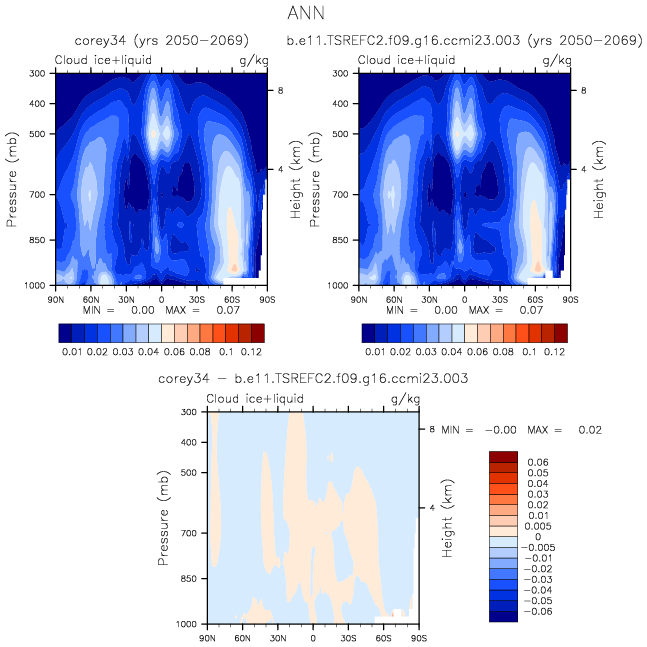 ANN
corey34 (yrs 2050-2069)
b.e11.TSREFC2.f09.g16.ccmi23.003 (yrs 2050-2069)
Cloud ice+liquid g/kg
Cloud ice+liquid g/kg
300
400
500
700
850
1000
Pressure (mb)
8
4
Height (km)
90N 60N 30N 0 30S 60S 90S
MIN = 0.00 MAX = 0.07
0.01 0.02 0.03 0.04 0.06 0.08 0.1 0.12
300
400
500
700
850
1000
Pressure (mb)
8
4
Height (km)
90N 60N 30N 0 30S 60S 90S
MIN = 0.00 MAX = 0.07
0.01 0.02 0.03 0.04 0.06 0.08 0.1 0.12
corey34 - b.e11.TSREFC2.f09.g16.ccmi23.003
Cloud ice+liquid g/kg
300
400
500
700
850
1000
Pressure (mb)
8
4
Height (km)
90N 60N 30N 0 30S 60S 90S
MIN = -0.00 MAX = 0.02
0.06
0.05
0.04
0.03
0.02
0.01
0.005
0
-0.005
-0.01
-0.02
-0.03
-0.04
-0.05
-0.06